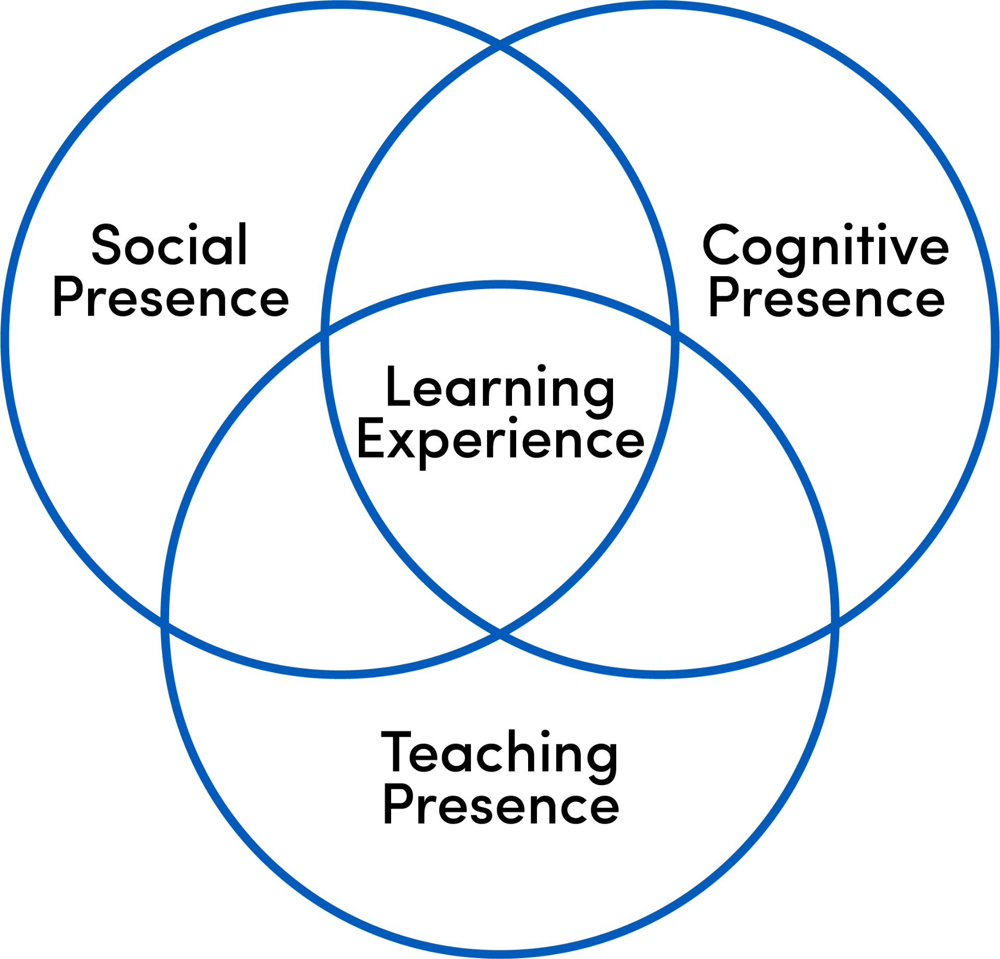 Social
Presence
Cognitive
Presence
Learning
Experience
Teaching
Presence